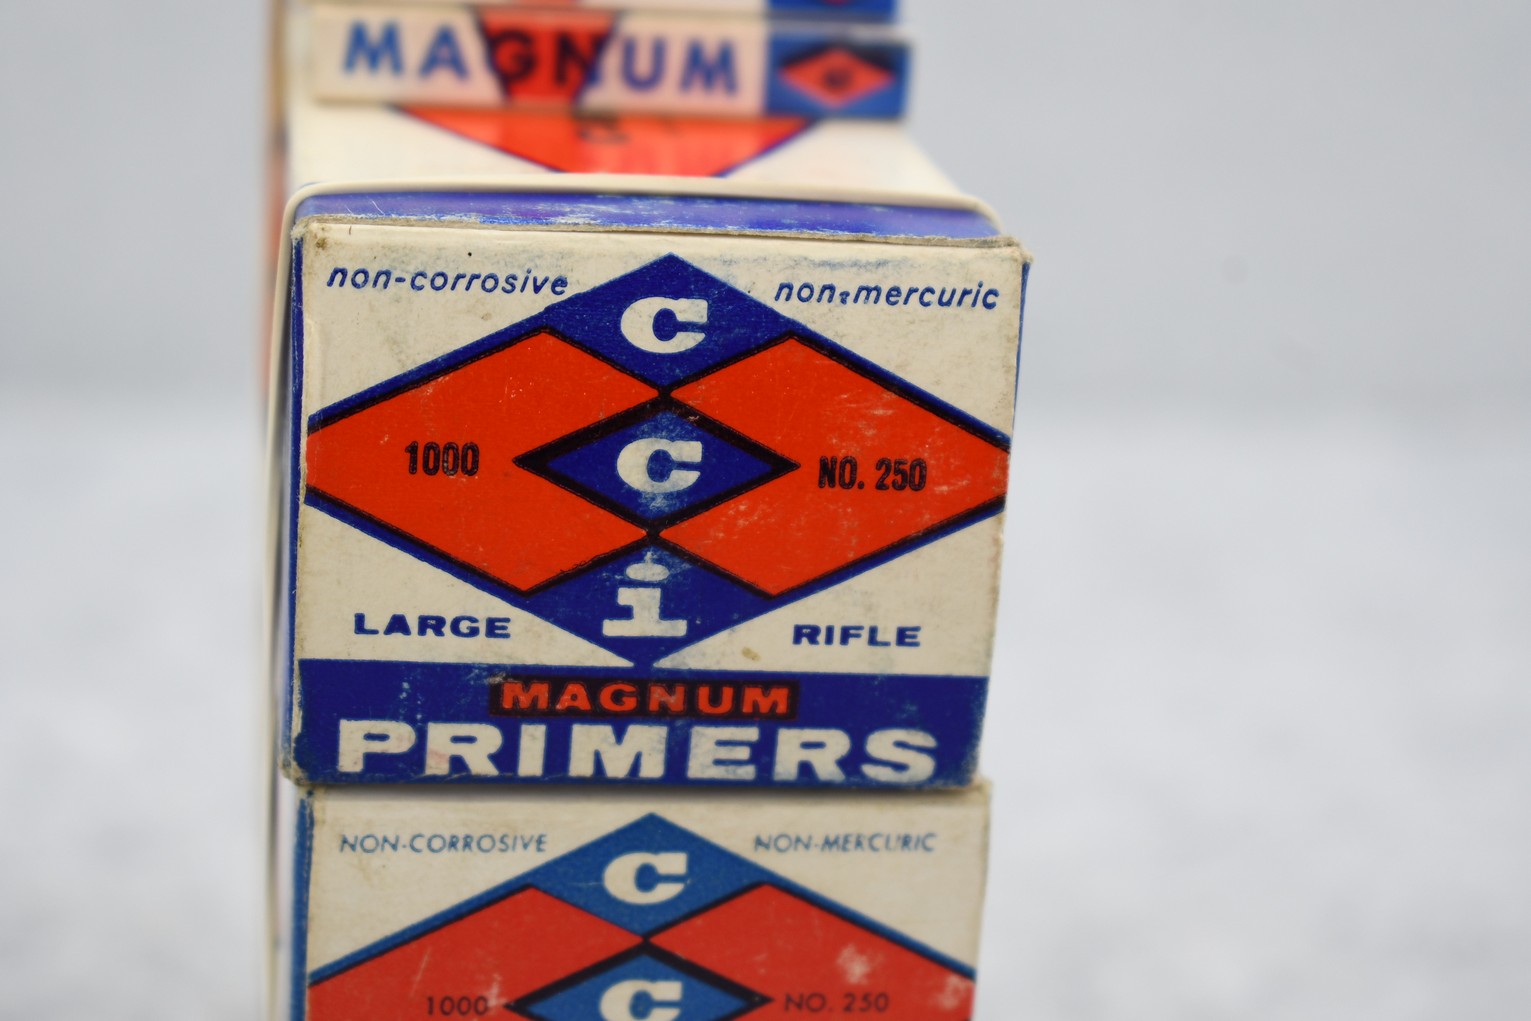 MAGNUM
non-corrosive
non-mercuric
C
1000
C
NO. 250
i
LARGE
RIFLE
MAGNUM
PRIMERS
NON-CORROSIVE
NON-MERCURIC
C
1000
C
NO. 250